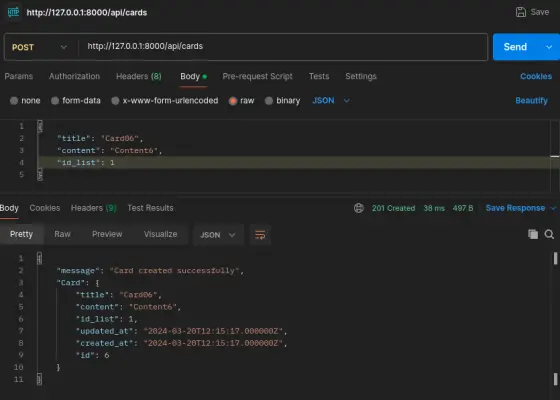 HTTP http://127.0.0.1:8000/api/cards Save
POST http://127.0.0.1:8000/api/cards Send
Params Authorization Headers (8) Body Pre-request Script Tests Settings Cookies
none form-data x-www-form-urlencoded raw binary JSON Beautify
1 {
2 "title": "Card06",
3 "content": "Content6",
4 "id_list": 1
5 }
Body Cookies Headers (9) Test Results 201 Created 38 ms 497 B Save Response
Pretty Raw Preview Visualize JSON
1 {
2 "message": "Card created successfully",
3 "Card": {
4 "title": "Card06",
5 "content": "Content6",
6 "id_list": 1,
7 "updated_at": "2024-03-20T12:15:17.000000Z",
8 "created_at": "2024-03-20T12:15:17.000000Z",
9 "id": 6
10 }
11 }